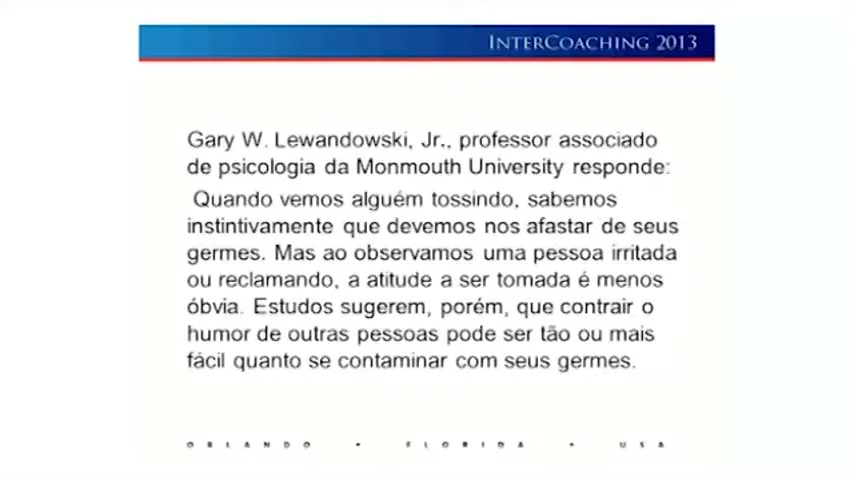 INTERCOACHING 2013
Gary W. Lewandowski, Jr., professor associado
de psicologia da Monmouth University responde:
Quando vemos alguém tossindo, sabemos
instintivamente que devemos nos afastar de seus
germes. Mas ao observamos uma pessoa irritada
ou reclamando, a atitude a ser tomada é menos
óbvia. Estudos sugerem, porém, que contrair o
humor de outras pessoas pode ser tão ou mais
fácil quanto se contaminar com seus germes.
ORLANDO • FLORIDA • USA